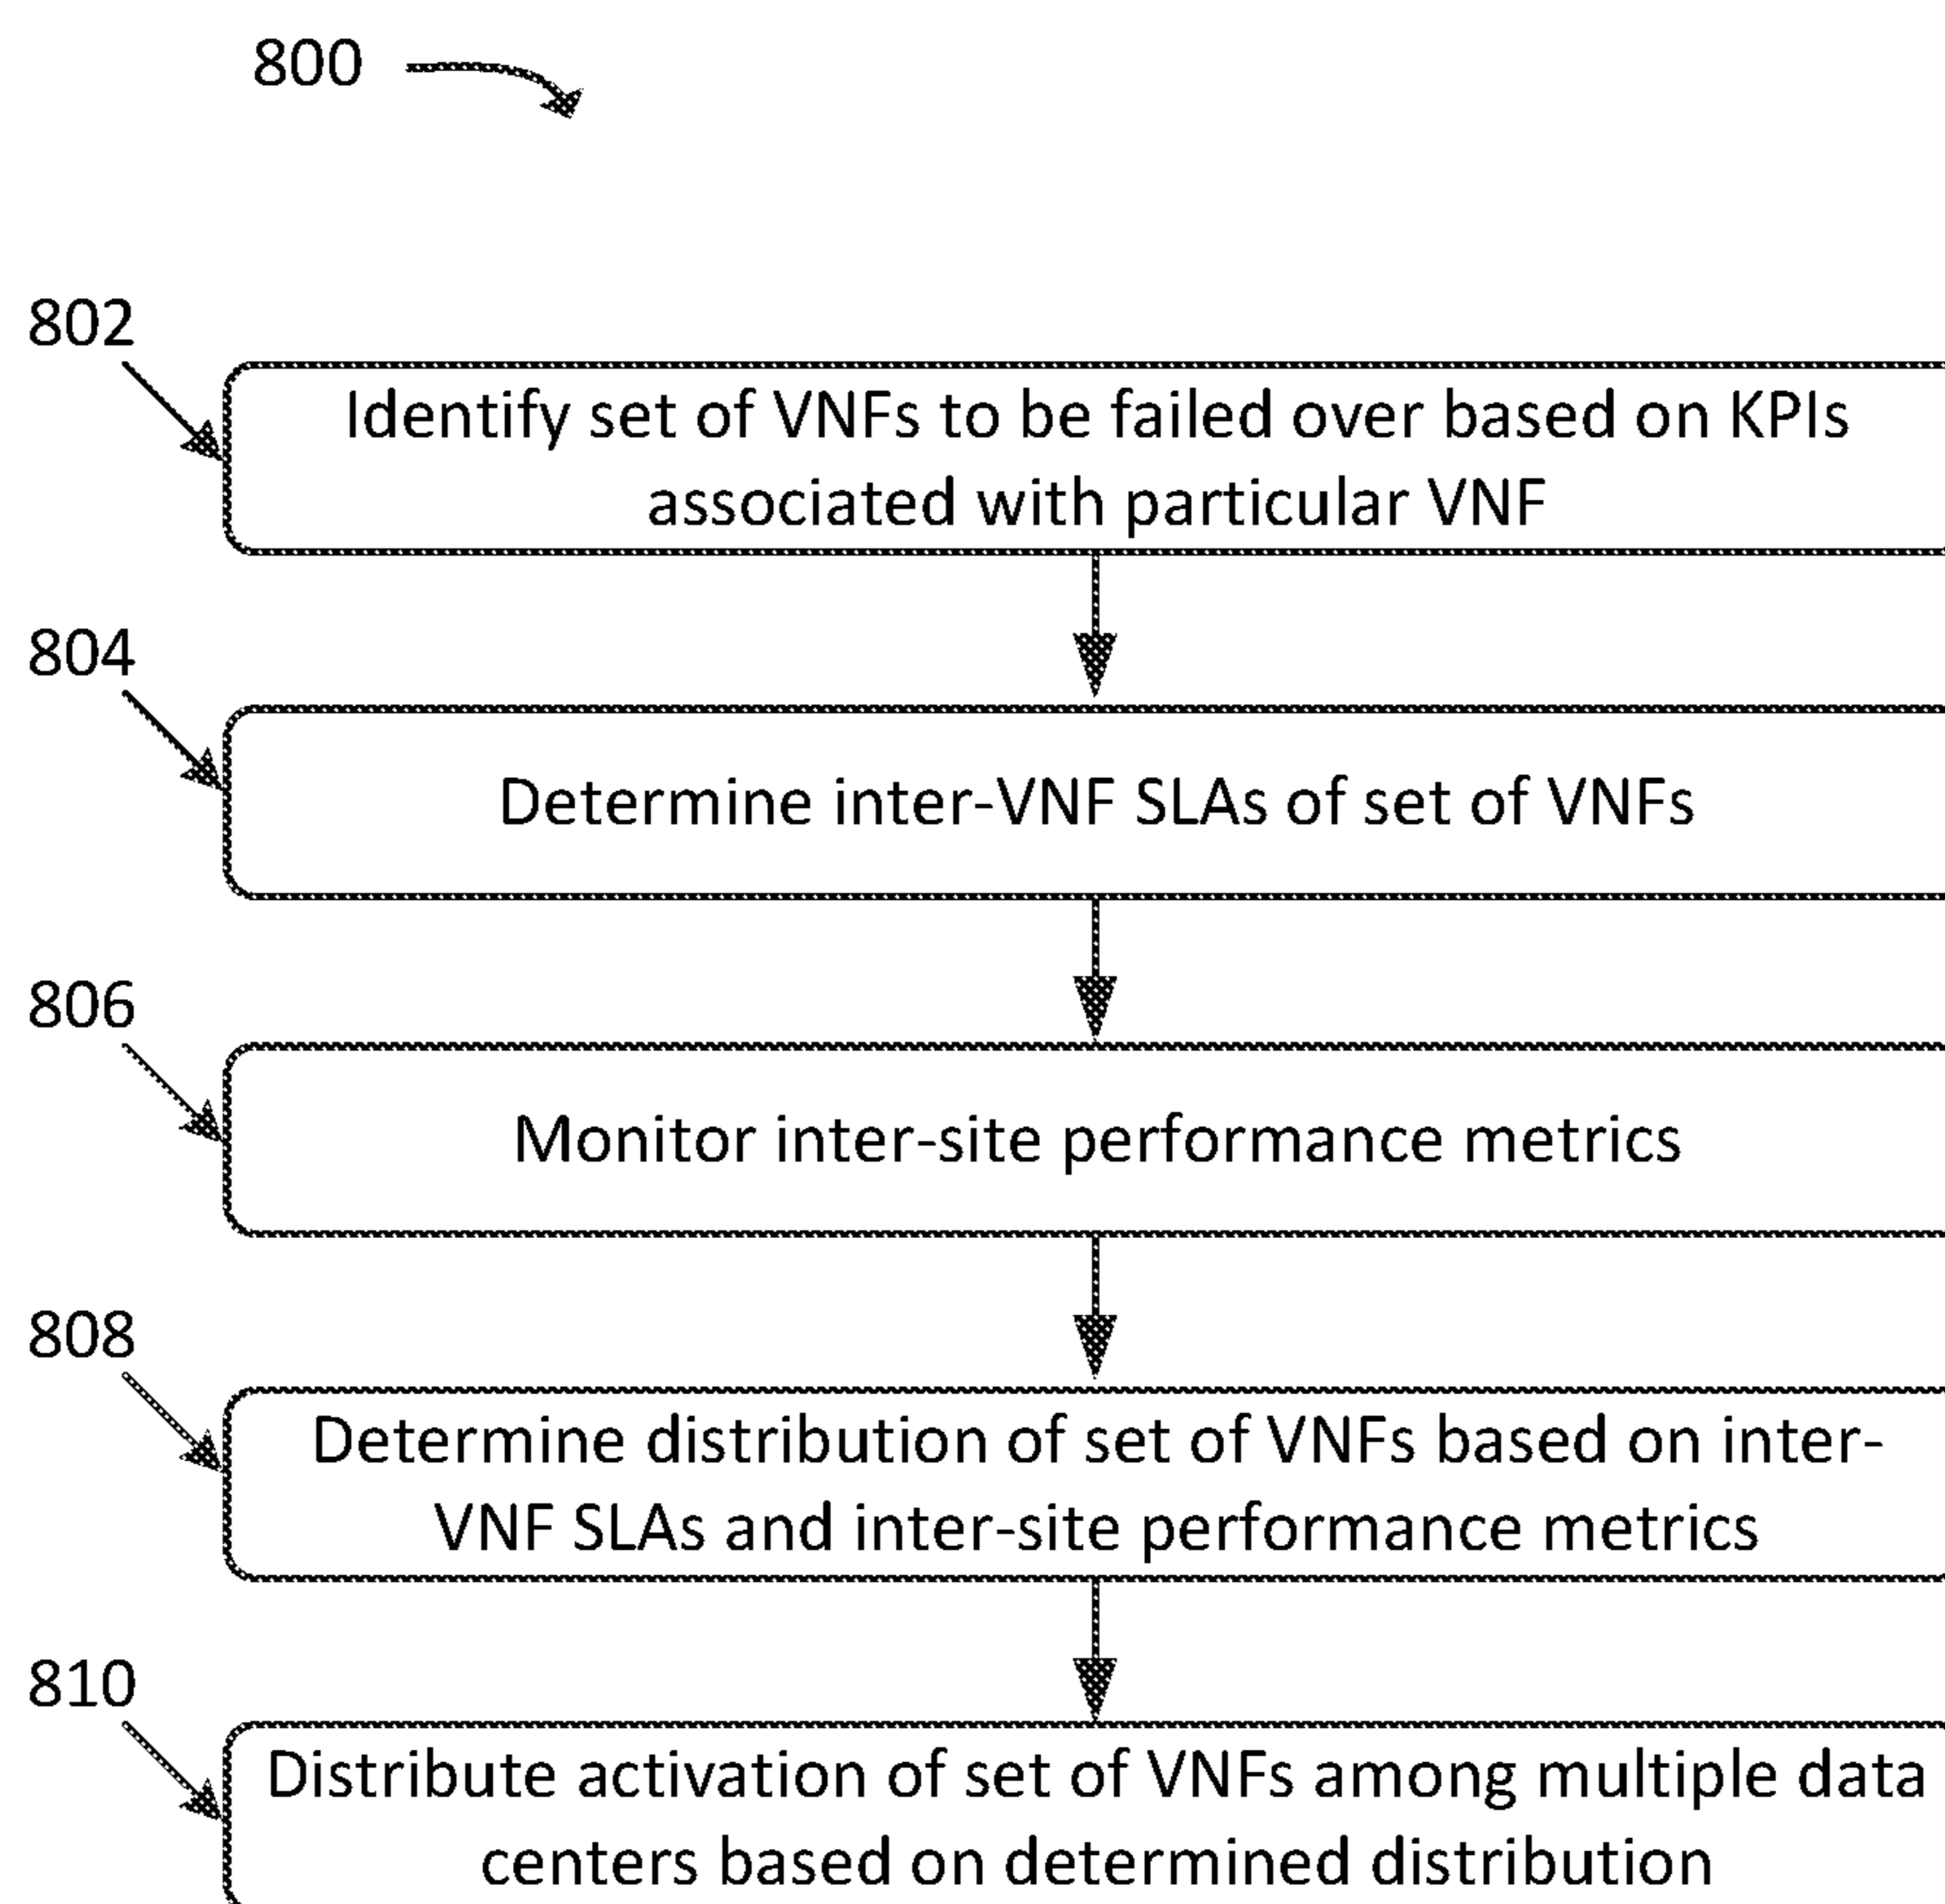 800
802
Identify set of VNFs to be failed over based on KPIs
associated with particular VNF
804
Determine inter-VNF SLAs of set of VNFs
806
Monitor inter-site performance metrics
808
Determine distribution of set of VNFs based on inter-
VNF SLAs and inter-site performance metrics
810
Distribute activation of set of VNFs among multiple data
centers based on determined distribution